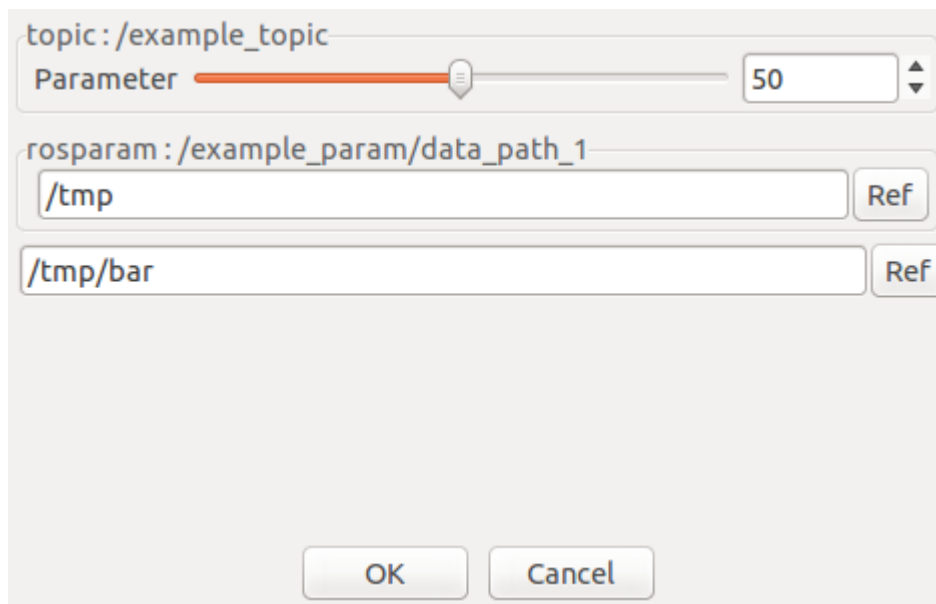 topic : /example_topic
Parameter 50
rosparam : /example_param/data_path_1
/tmp Ref
/tmp/bar Ref
OK Cancel